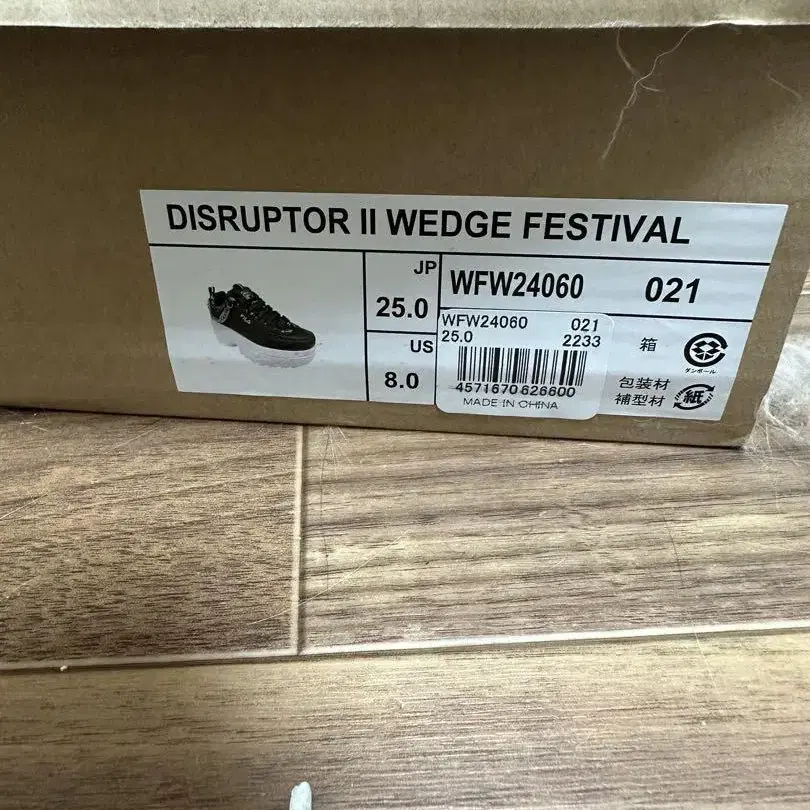 DISRUPTOR II WEDGE FESTIVAL
JP
25.0
US
8.0
WFW24060 021
WFW24060 021
25.0 2233
4571670626600
MADE IN CHINA
箱
ダンボール
包装材
補型材
紙